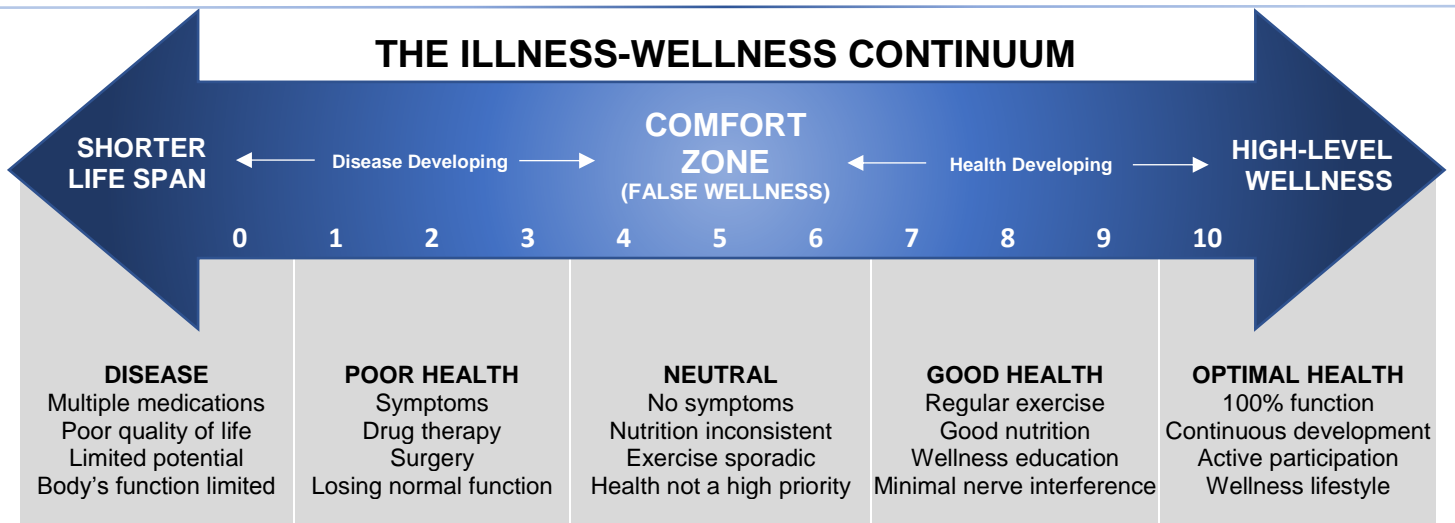 THE ILLNESS-WELLNESS CONTINUUM
SHORTER
LIFE SPAN
Disease Developing
COMFORT
ZONE
(FALSE WELLNESS)
Health Developing
HIGH-LEVEL
WELLNESS
0 1 2 3 4 5 6 7 8 9 10
DISEASE
Multiple medications
Poor quality of life
Limited potential
Body’s function limited
POOR HEALTH
Symptoms
Drug therapy
Surgery
Losing normal function
NEUTRAL
No symptoms
Nutrition inconsistent
Exercise sporadic
Health not a high priority
GOOD HEALTH
Regular exercise
Good nutrition
Wellness education
Minimal nerve interference
OPTIMAL HEALTH
100% function
Continuous development
Active participation
Wellness lifestyle